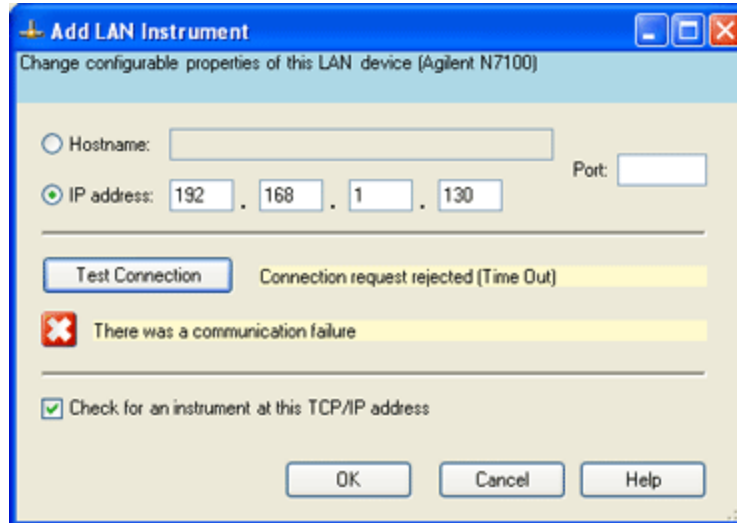 Add LAN Instrument
Change configurable properties of this LAN device (Agilent N7100)
Hostname:
Port:
IP address: 192 . 168 . 1 . 130
Test Connection Connection request rejected (Time Out)
There was a communication failure
Check for an instrument at this TCP/IP address
OK Cancel Help